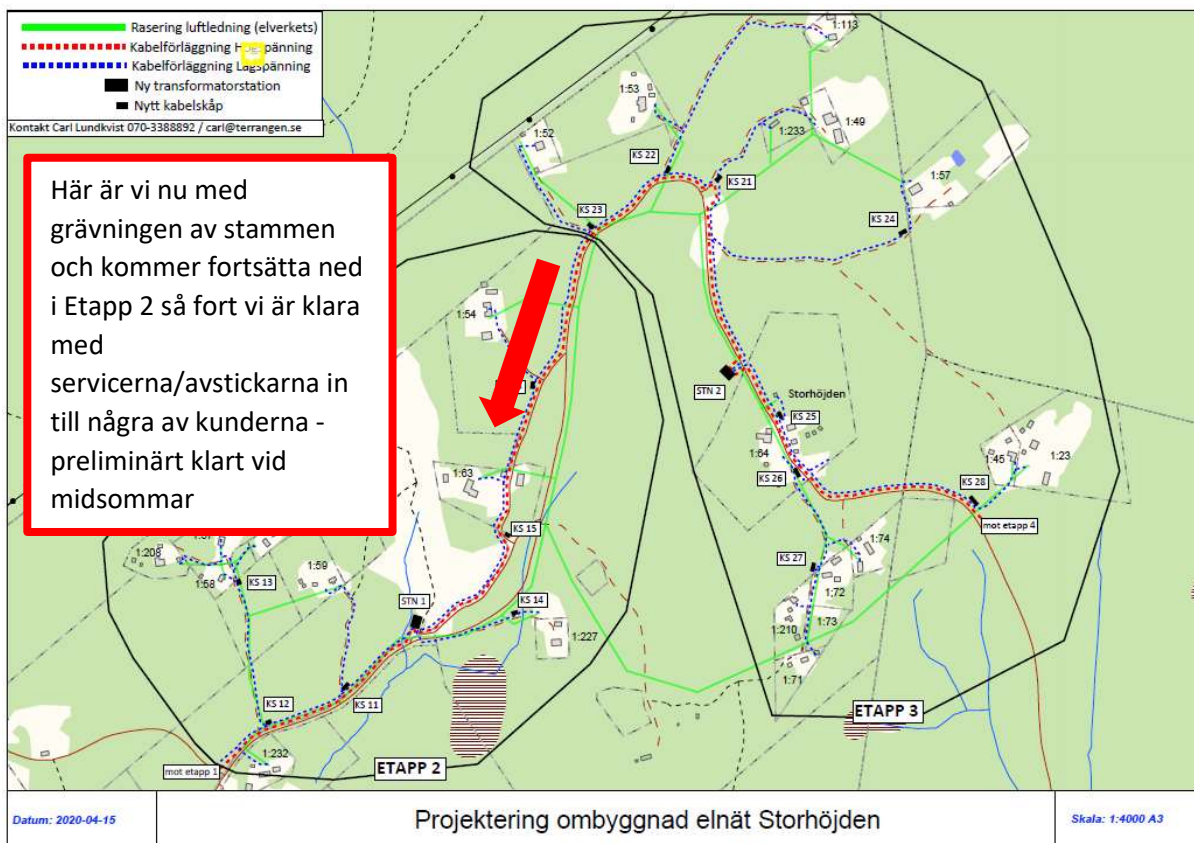 Rasering luftledning (elverkets)
Kabelförläggning Högspänning
Kabelförläggning Lågspänning
Ny transformatorstation
Nytt kabelskåp
Kontakt Carl Lundkvist 070-3388892 / carl@terrangen.se
Här är vi nu med
grävningen av stammen
och kommer fortsätta ned
i Etapp 2 så fort vi är klara
med
servicerna/avstickarna in
till några av kunderna -
preliminärt klart vid
midsommar
1:113
1:53
1:52
1:233
1:49
KS 22
KS 21
1:57
KS 23
KS 24
1:54
STN 2
Storhöjden
KS 25
1:64
KS 26
1:45
1:23
KS 28
mot etapp 4
1:63
KS 15
1:74
KS 27
1:72
1:208
1:58
KS 13
1:59
STN 1
KS 14
1:227
1:210
1:73
1:71
KS 11
KS 12
1:232
mot etapp 1
ETAPP 2
ETAPP 3
Datum: 2020-04-15
Projektering ombyggnad elnät Storhöjden
Skala: 1:4000 A3